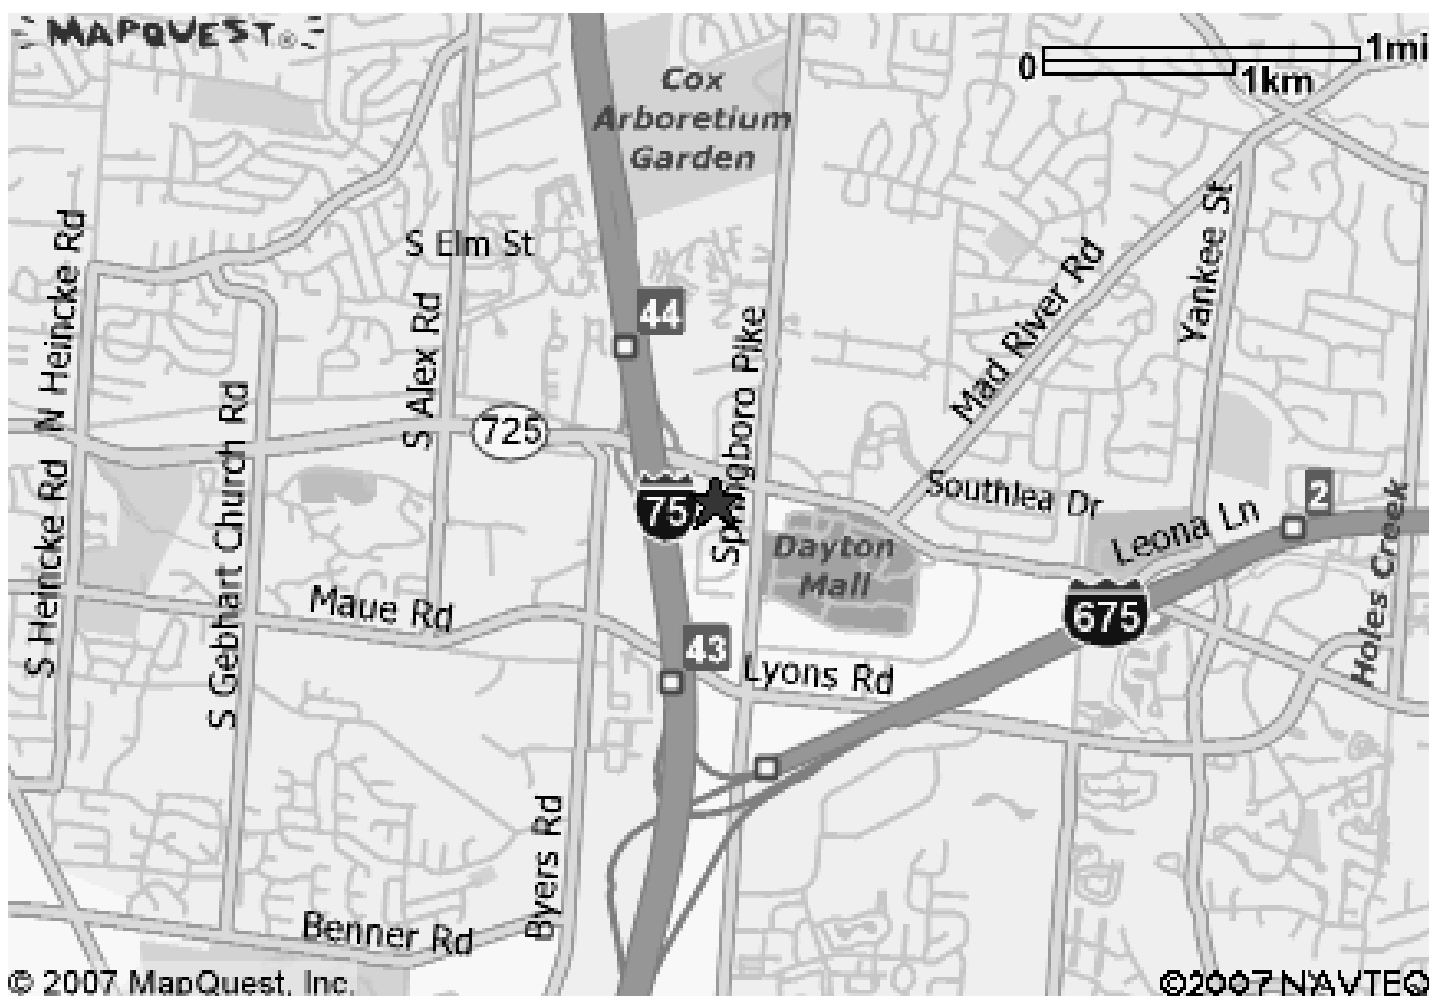 MAPQUEST®
0
1mi
1km
Cox
Arboretium
Garden
N Heincke Rd
S Elm St
S Alex Rd
44
Springboro Pike
Mad River Rd
Yankee St
725
S Heincke Rd
S Gebhart Church Rd
75
Southlea Dr
2
Leona Ln
Dayton
Mall
675
Holes Creek
Maue Rd
43
Lyons Rd
Byers Rd
Benner Rd
© 2007 MapQuest, Inc.
©2007 NAVTEQ